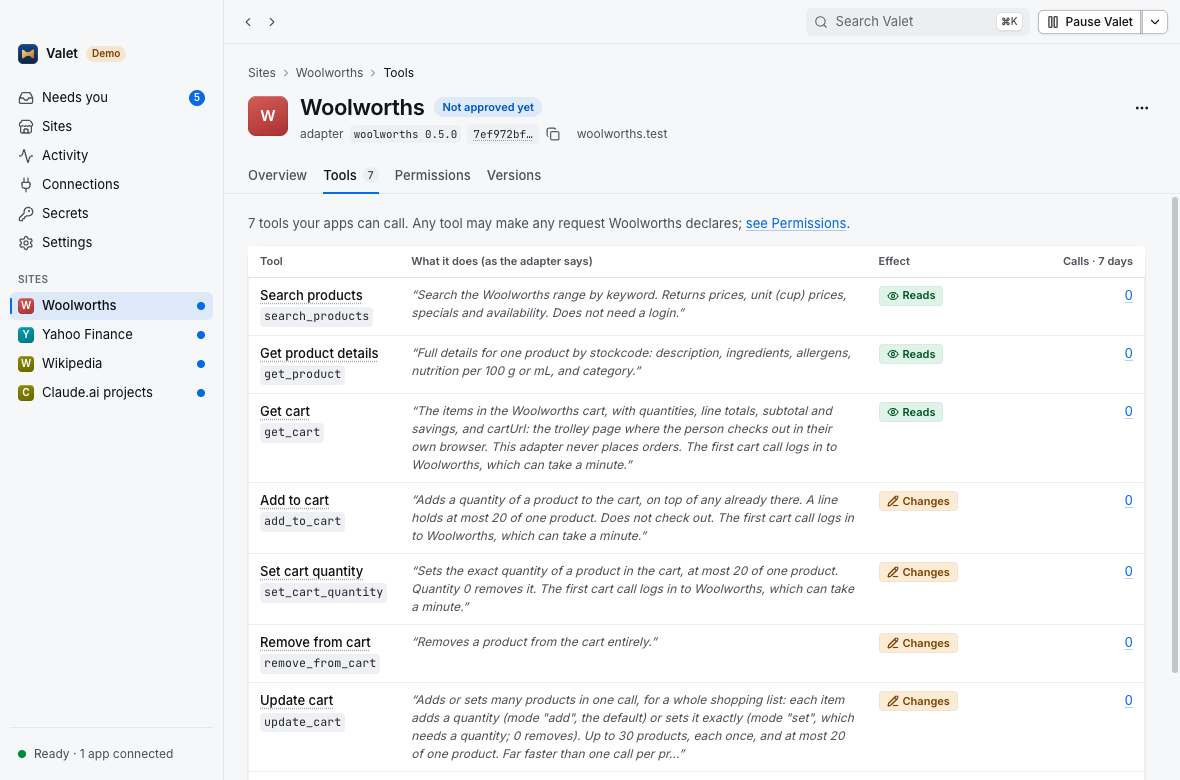 Search Valet
⌘K
Pause Valet
Valet
Demo
Needs you
5
Sites
Activity
Connections
Secrets
Settings
SITES
W
Woolworths
Y
Yahoo Finance
W
Wikipedia
C
Claude.ai projects
Ready · 1 app connected
Sites
Woolworths
Tools
W
Woolworths
Not approved yet
adapter
woolworths 0.5.0
7ef972bf…
woolworths.test
Overview
Tools 7
Permissions
Versions
7 tools your apps can call. Any tool may make any request Woolworths declares; see Permissions.
Tool
What it does (as the adapter says)
Effect
Calls · 7 days
Search products
search_products
“Search the Woolworths range by keyword. Returns prices, unit (cup) prices,
specials and availability. Does not need a login.”
Reads
0
Get product details
get_product
“Full details for one product by stockcode: description, ingredients, allergens,
nutrition per 100 g or mL, and category.”
Reads
0
Get cart
get_cart
“The items in the Woolworths cart, with quantities, line totals, subtotal and
savings, and cartUrl: the trolley page where the person checks out in their
own browser. This adapter never places orders. The first cart call logs in to
Woolworths, which can take a minute.”
Reads
0
Add to cart
add_to_cart
“Adds a quantity of a product to the cart, on top of any already there. A line
holds at most 20 of one product. Does not check out. The first cart call logs in
to Woolworths, which can take a minute.”
Changes
0
Set cart quantity
set_cart_quantity
“Sets the exact quantity of a product in the cart, at most 20 of one product.
Quantity 0 removes it. The first cart call logs in to Woolworths, which can take
a minute.”
Changes
0
Remove from cart
remove_from_cart
“Removes a product from the cart entirely.”
Changes
0
Update cart
update_cart
“Adds or sets many products in one call, for a whole shopping list: each item
adds a quantity (mode "add", the default) or sets it exactly (mode "set", which
needs a quantity; 0 removes). Up to 30 products, each once, and at most 20
of one product. Far faster than one call per pr…”
Changes
0